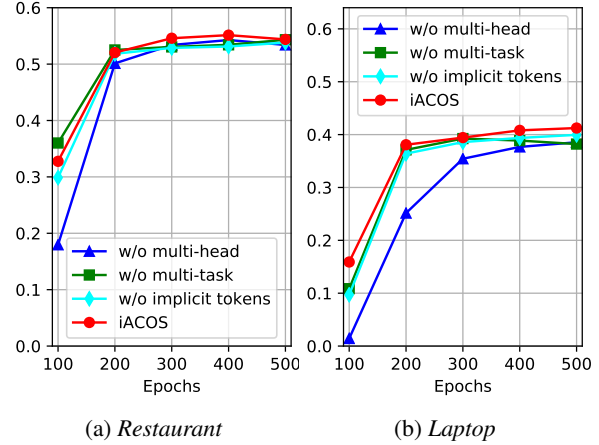 0.6
0.5
0.4
0.3
0.2
0.1
0.0
100 200 300 400 500
Epochs
w/o multi-head
w/o multi-task
w/o implicit tokens
iACOS
(a) Restaurant
0.6
0.5
0.4
0.3
0.2
0.1
0.0
100 200 300 400 500
Epochs
w/o multi-head
w/o multi-task
w/o implicit tokens
iACOS
(b) Laptop